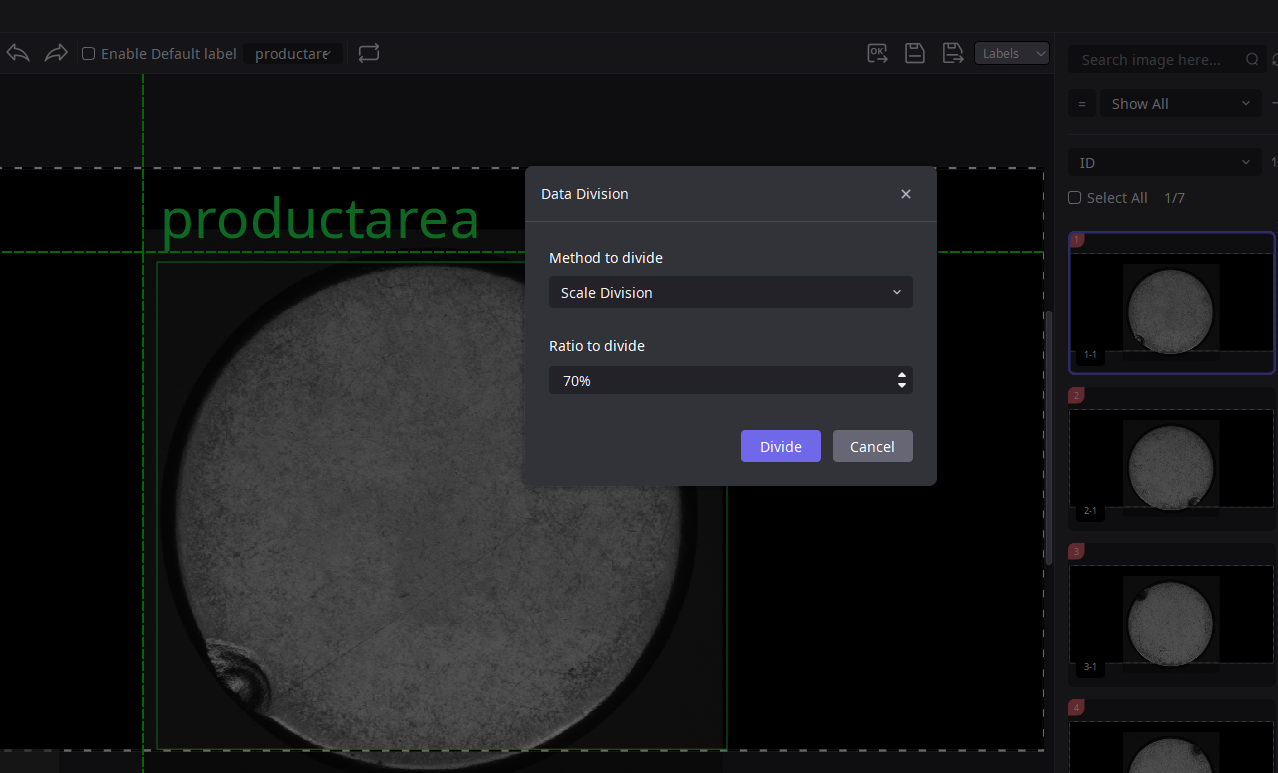 Enable Default label
productare
OK
Labels
Search image here...
=
Show All
ID
Select All 1/7
productarea
Data Division
Method to divide
Scale Division
Ratio to divide
70%
Divide
Cancel
1
1-1
2
2-1
3
3-1
4